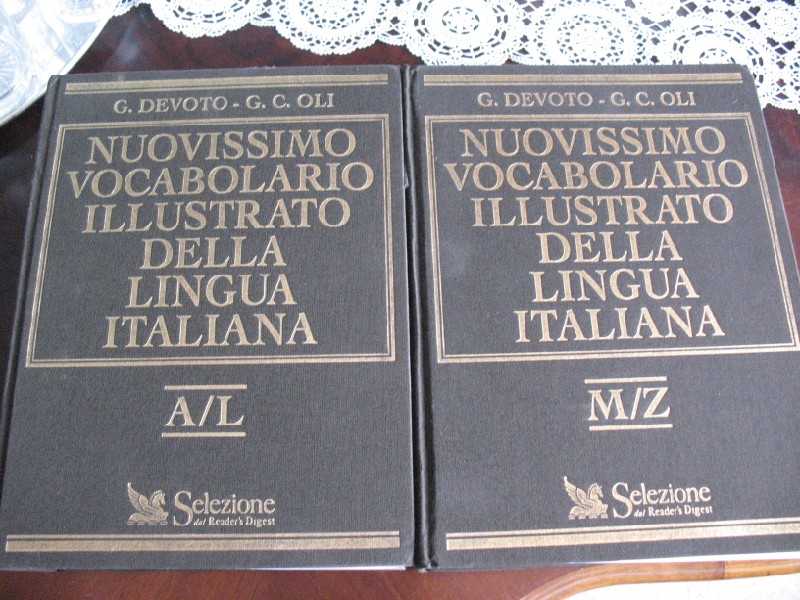 G. DEVOTO - G. C. OLI
NUOVISSIMO
VOCABOLARIO
ILLUSTRATO
DELLA
LINGUA
ITALIANA
A/L
Selezione
dal Reader's Digest
G. DEVOTO - G. C. OLI
NUOVISSIMO
VOCABOLARIO
ILLUSTRATO
DELLA
LINGUA
ITALIANA
M/Z
Selezione
dal Reader's Digest